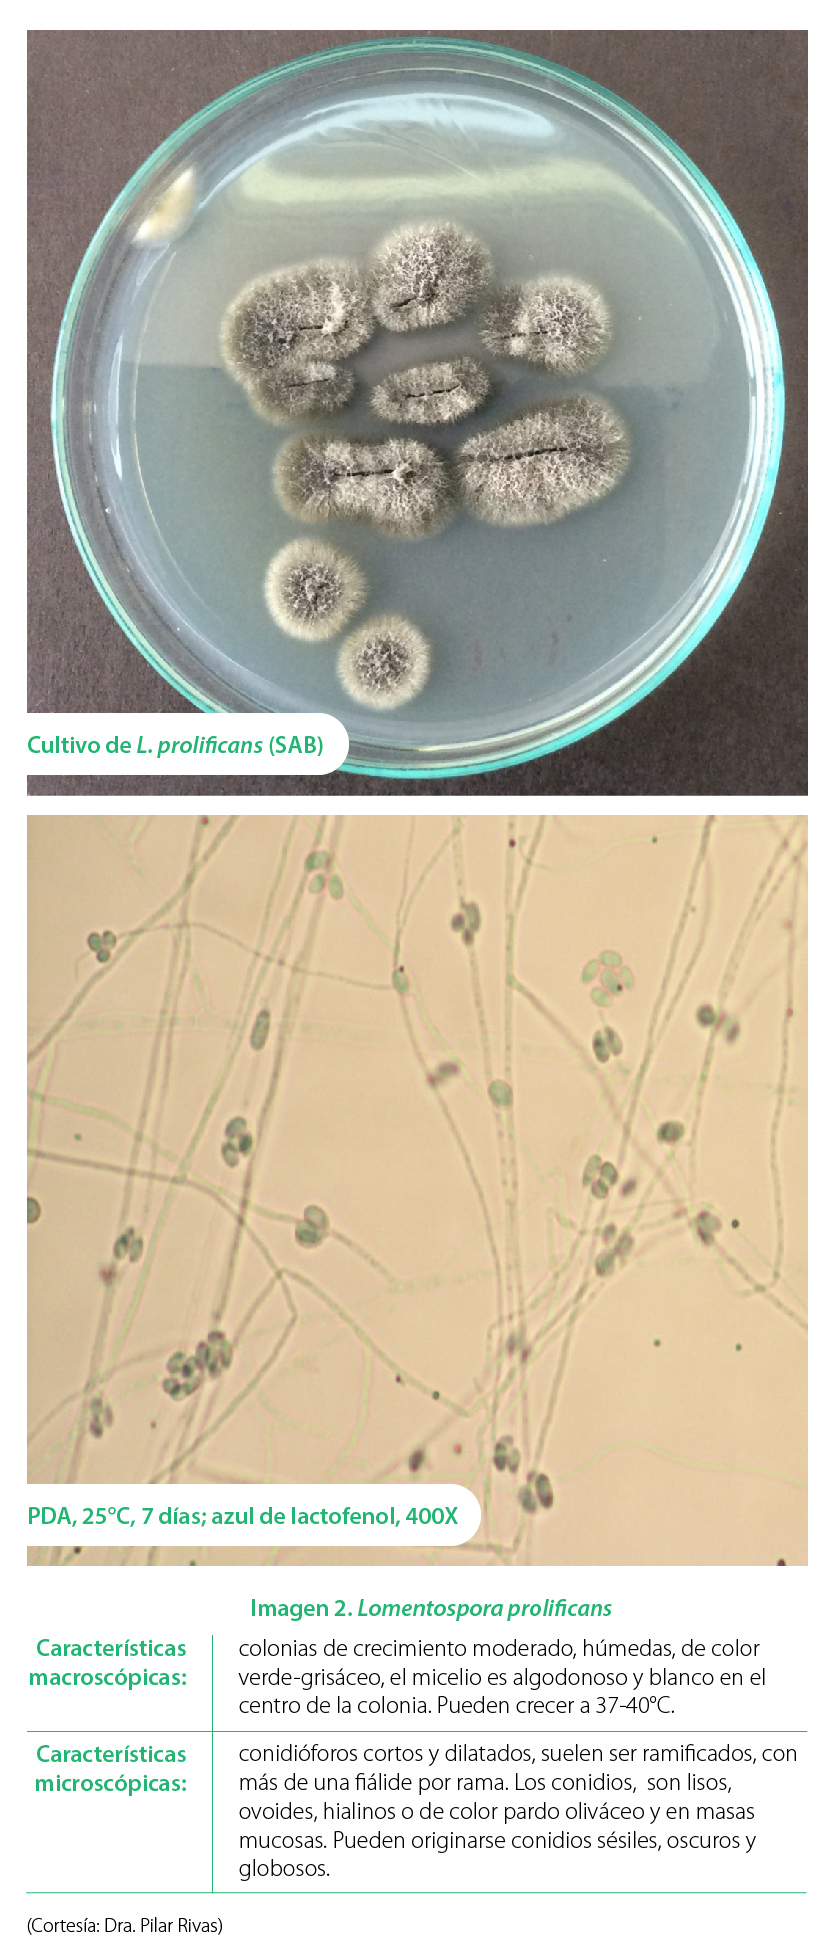 Cultivo de L. prolificans (SAB)
PDA, 25°C, 7 días; azul de lactofenol, 400X
Imagen 2. Lomentospora prolificans
Características
macroscópicas:
colonias de crecimiento moderado, húmedas, de color
verde-grisáceo, el micelio es algodonoso y blanco en el
centro de la colonia. Pueden crecer a 37-40°C.
Características
microscópicas:
conidióforos cortos y dilatados, suelen ser ramificados, con
más de una fiálide por rama. Los conidios, son lisos,
ovoides, hialinos o de color pardo oliváceo y en masas
mucosas. Pueden originarse conidios sésiles, oscuros y
globosos.
(Cortesía: Dra. Pilar Rivas)